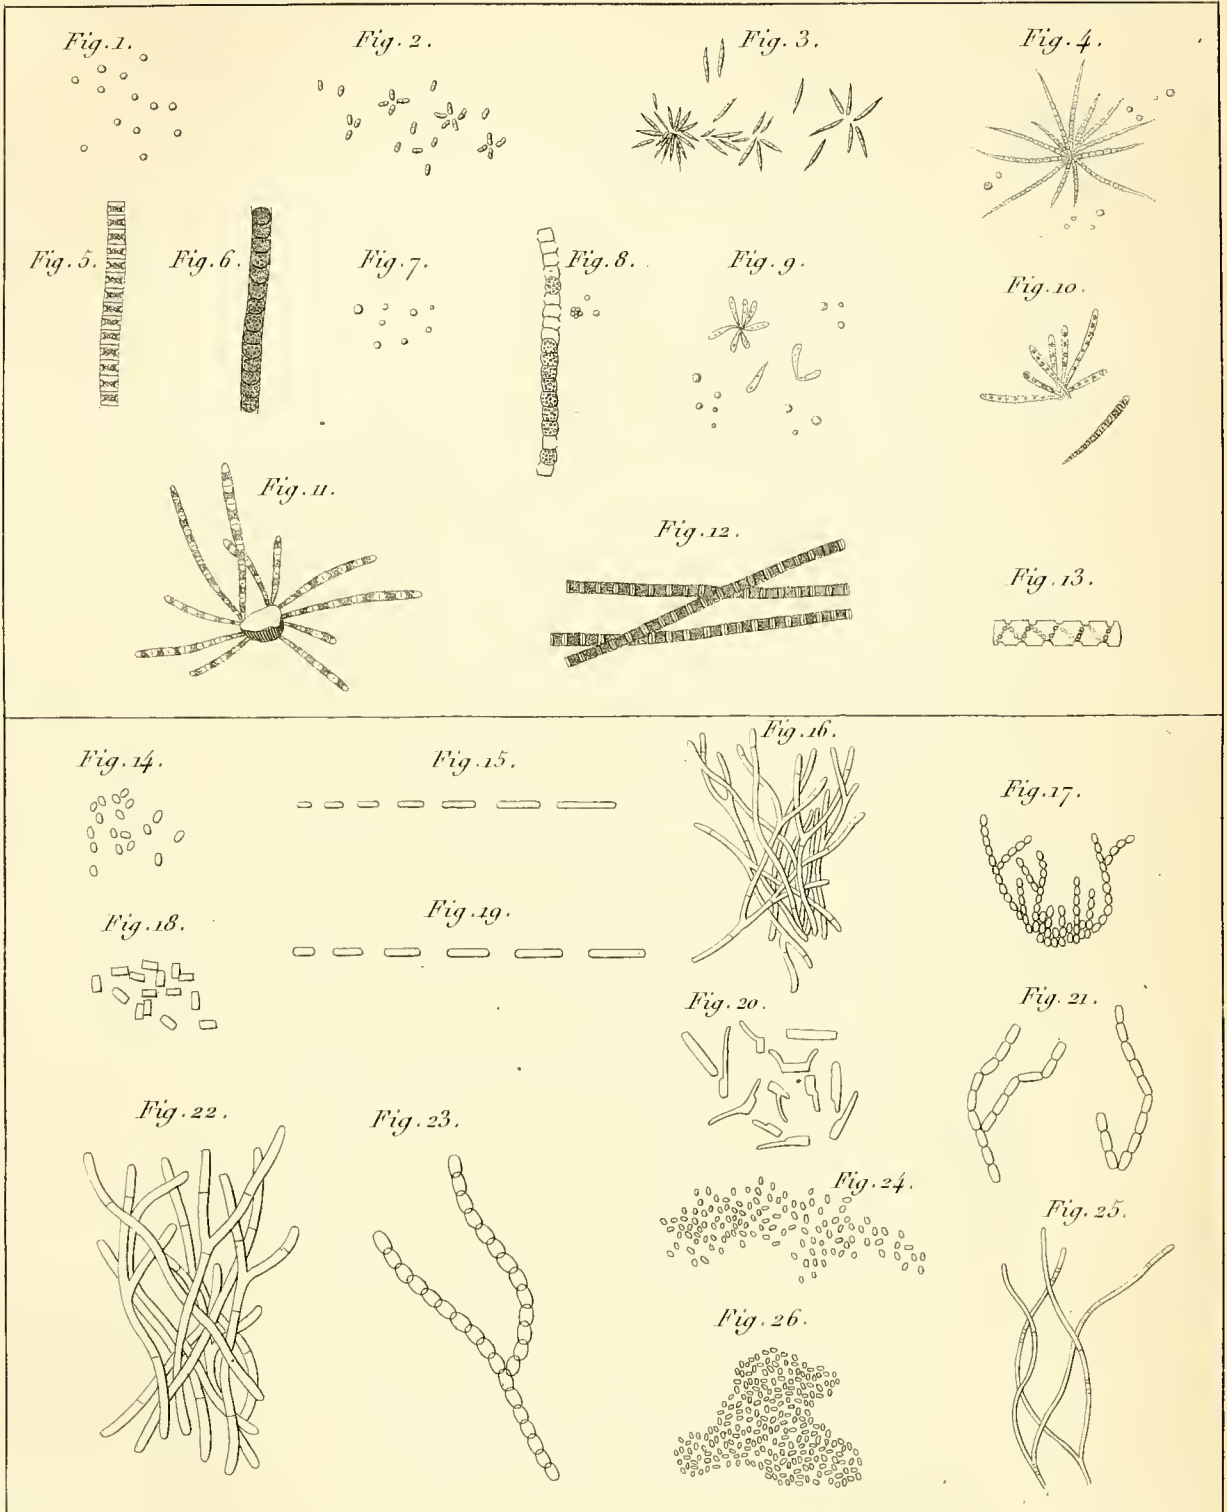 Fig. 1.
Fig. 2.
Fig. 3.
Fig. 4.
Fig. 5.
Fig. 6.
Fig. 7.
Fig. 8.
Fig. 9.
Fig. 10.
Fig. 11.
Fig. 12.
Fig. 13.
Fig. 14.
Fig. 15.
Fig. 16.
Fig. 17.
Fig. 18.
Fig. 19.
Fig. 20.
Fig. 21.
Fig. 22.
Fig. 23.
Fig. 24.
Fig. 25.
Fig. 26.